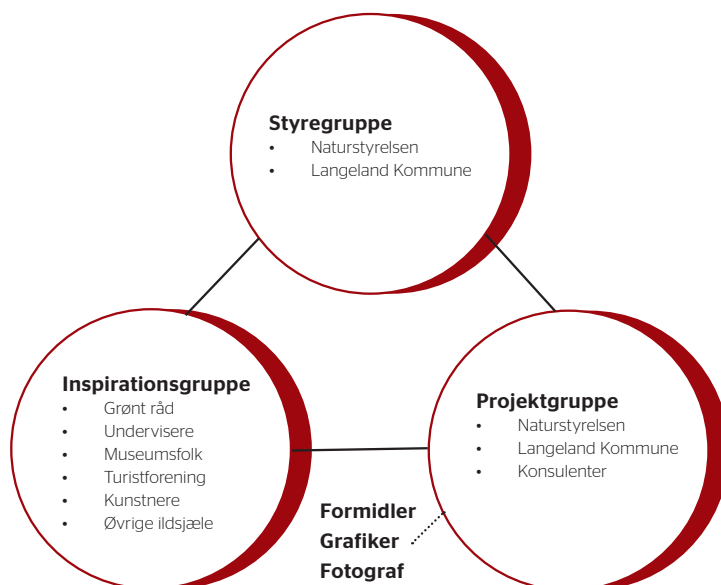 Styregruppe
• Naturstyrelsen
• Langeland Kommune
Inspirationsgruppe
• Grønt råd
• Undervisere
• Museumsfolk
• Turistforening
• Kunstnere
• Øvrige ildsjæle
Projektgruppe
• Naturstyrelsen
• Langeland Kommune
• Konsulenter
Formidler
Grafiker
Fotograf